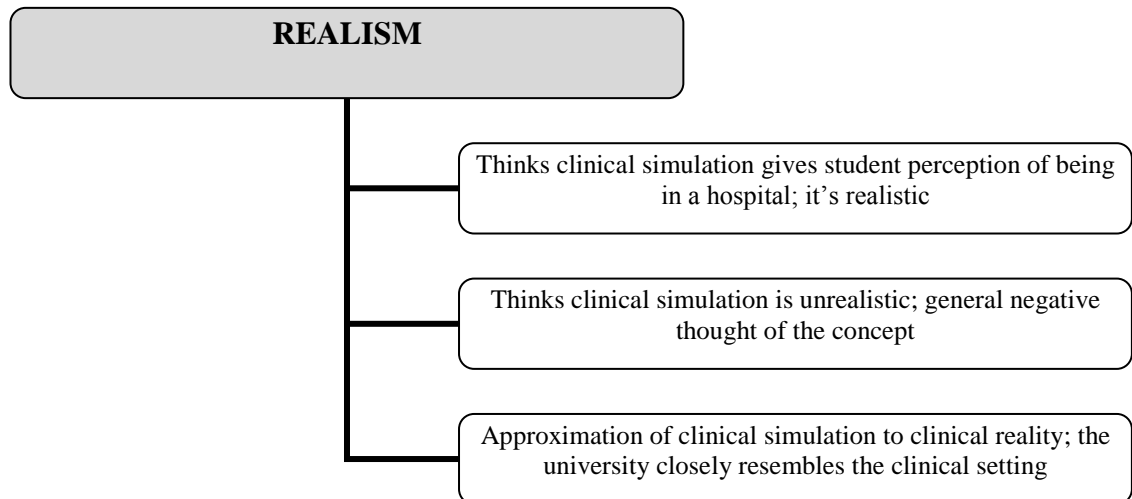 REALISM
Thinks clinical simulation gives student perception of being
in a hospital; it’s realistic
Thinks clinical simulation is unrealistic; general negative
thought of the concept
Approximation of clinical simulation to clinical reality; the
university closely resembles the clinical setting